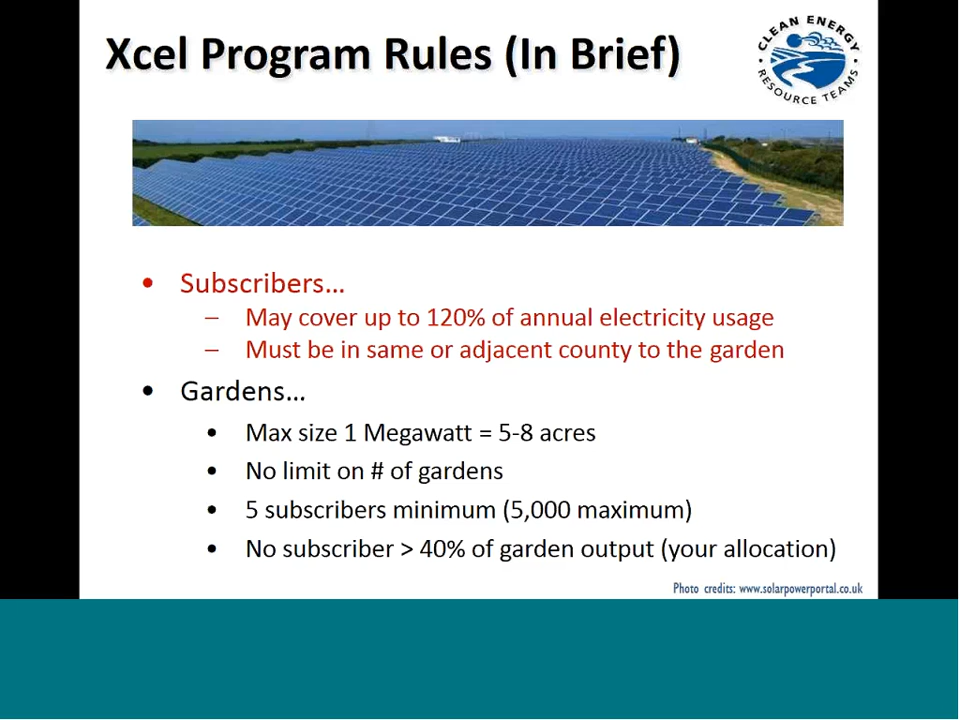 Xcel Program Rules (In Brief)
CLEAN ENERGY
• RESOURCE TEAMS •
• Subscribers...
– May cover up to 120% of annual electricity usage
– Must be in same or adjacent county to the garden
• Gardens...
• Max size 1 Megawatt = 5-8 acres
• No limit on # of gardens
• 5 subscribers minimum (5,000 maximum)
• No subscriber > 40% of garden output (your allocation)
Photo credits: www.solarpowerportal.co.uk